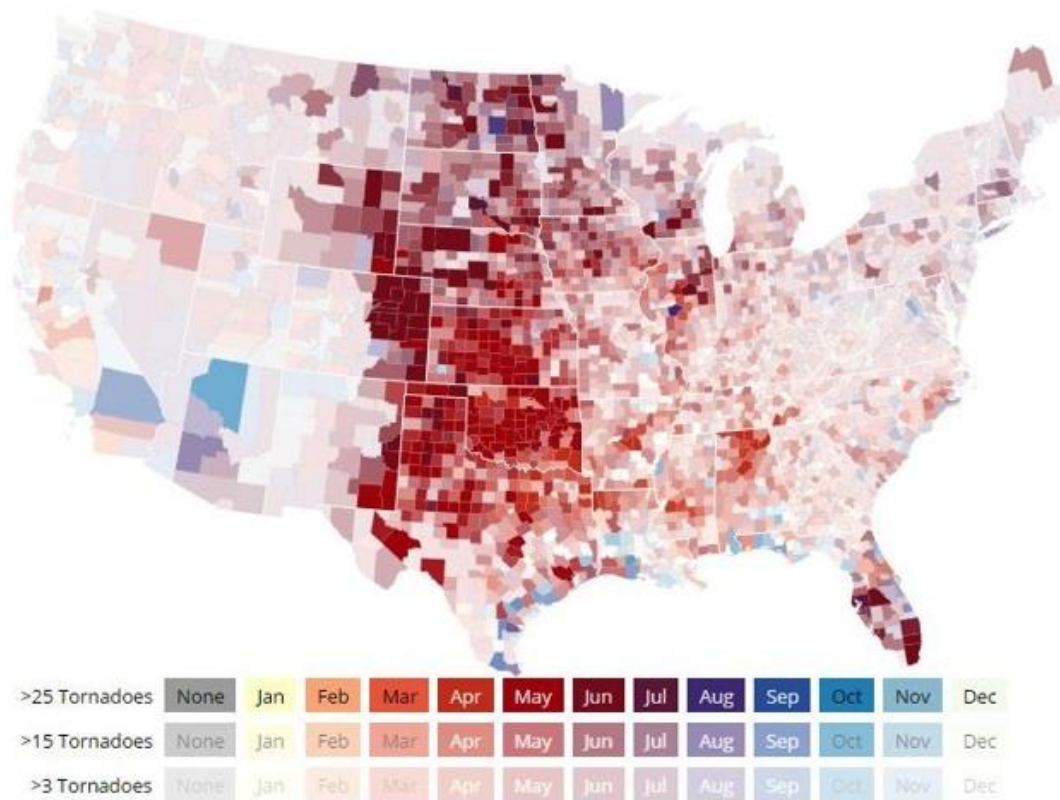 >25 Tornadoes None Jan Feb Mar Apr May Jun Jul Aug Sep Oct Nov Dec
>15 Tornadoes None Jan Feb Mar Apr May Jun Jul Aug Sep Oct Nov Dec
>3 Tornadoes None Jan Feb Mar Apr May Jun Jul Aug Sep Oct Nov Dec